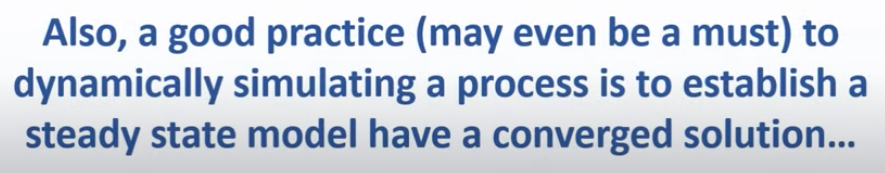 Also, a good practice (may even be a must) to
dynamically simulating a process is to establish a
steady state model have a converged solution...